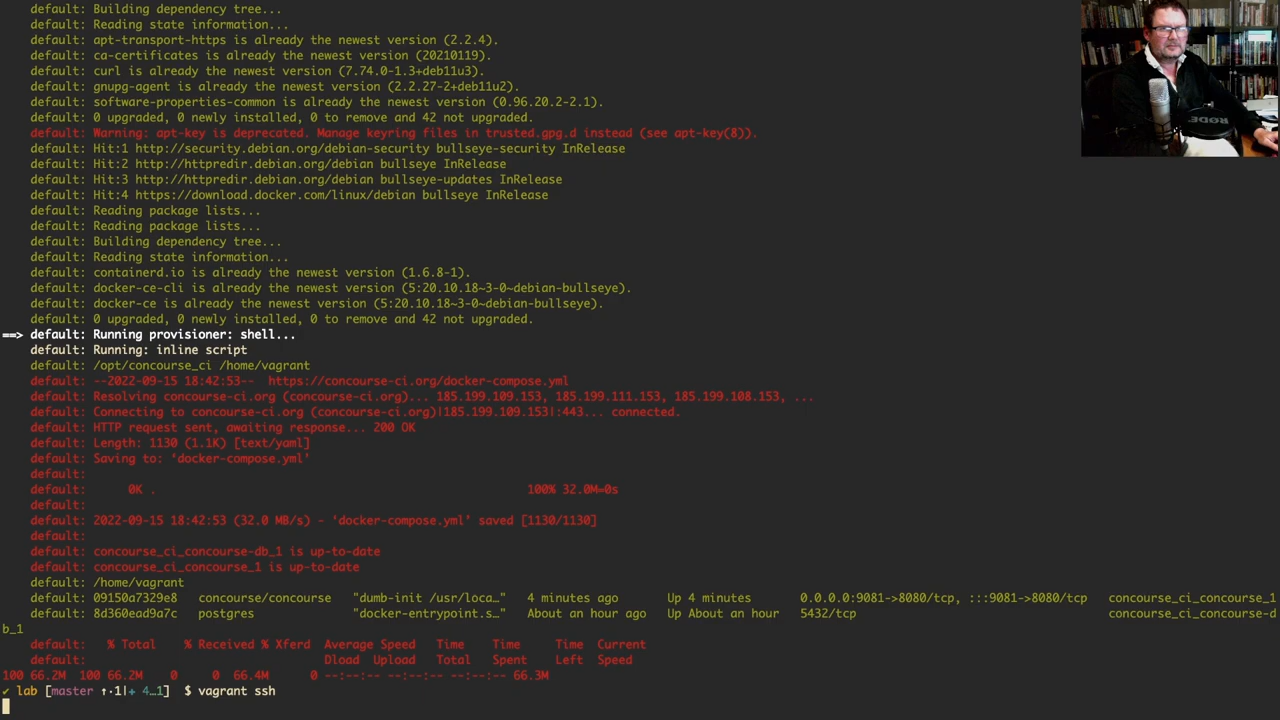 default: Building dependency tree...
default: Reading state information...
default: apt-transport-https is already the newest version (2.2.4).
default: ca-certificates is already the newest version (20210119).
default: curl is already the newest version (7.74.0-1.3+deb11u3).
default: gnupg-agent is already the newest version (2.2.27-2+deb11u2).
default: software-properties-common is already the newest version (0.96.20.2-2.1).
default: 0 upgraded, 0 newly installed, 0 to remove and 42 not upgraded.
default: Warning: apt-key is deprecated. Manage keyring files in trusted.gpg.d instead (see apt-key(8)).
default: Hit:1 http://security.debian.org/debian-security bullseye-security InRelease
default: Hit:2 http://httpredir.debian.org/debian bullseye InRelease
default: Hit:3 http://httpredir.debian.org/debian bullseye-updates InRelease
default: Hit:4 https://download.docker.com/linux/debian bullseye InRelease
default: Reading package lists...
default: Reading package lists...
default: Building dependency tree...
default: Reading state information...
default: containerd.io is already the newest version (1.6.8-1).
default: docker-ce-cli is already the newest version (5:20.10.18~3-0~debian-bullseye).
default: docker-ce is already the newest version (5:20.10.18~3-0~debian-bullseye).
default: 0 upgraded, 0 newly installed, 0 to remove and 42 not upgraded.
==> default: Running provisioner: shell...
default: Running: inline script
default: /opt/concourse_ci /home/vagrant
default: --2022-09-15 18:42:53-- https://concourse-ci.org/docker-compose.yml
default: Resolving concourse-ci.org (concourse-ci.org)... 185.199.109.153, 185.199.111.153, 185.199.108.153, ...
default: Connecting to concourse-ci.org (concourse-ci.org)|185.199.109.153|:443... connected.
default: HTTP request sent, awaiting response... 200 OK
default: Length: 1130 (1.1K) [text/yaml]
default: Saving to: ‘docker-compose.yml’
default:
default: 0K . 100% 32.0M=0s
default:
default: 2022-09-15 18:42:53 (32.0 MB/s) - ‘docker-compose.yml’ saved [1130/1130]
default:
default: concourse_ci_concourse-db_1 is up-to-date
default: concourse_ci_concourse_1 is up-to-date
default: /home/vagrant
default: 09150a7329e8 concourse/concourse "dumb-init /usr/loca…" 4 minutes ago Up 4 minutes 0.0.0.0:9081->8080/tcp, :::9081->8080/tcp concourse_ci_concourse_1
default: 8d360ead9a7c postgres "docker-entrypoint.s…" About an hour ago Up About an hour 5432/tcp concourse_ci_concourse-d
b_1
default: % Total % Received % Xferd Average Speed Time Time Time Current
default: Dload Upload Total Spent Left Speed
100 66.2M 100 66.2M 0 0 66.4M 0 --:--:-- --:--:-- --:--:-- 66.3M
✔ lab [master ↑·1|✚ 4…1] $ vagrant ssh
RØDE